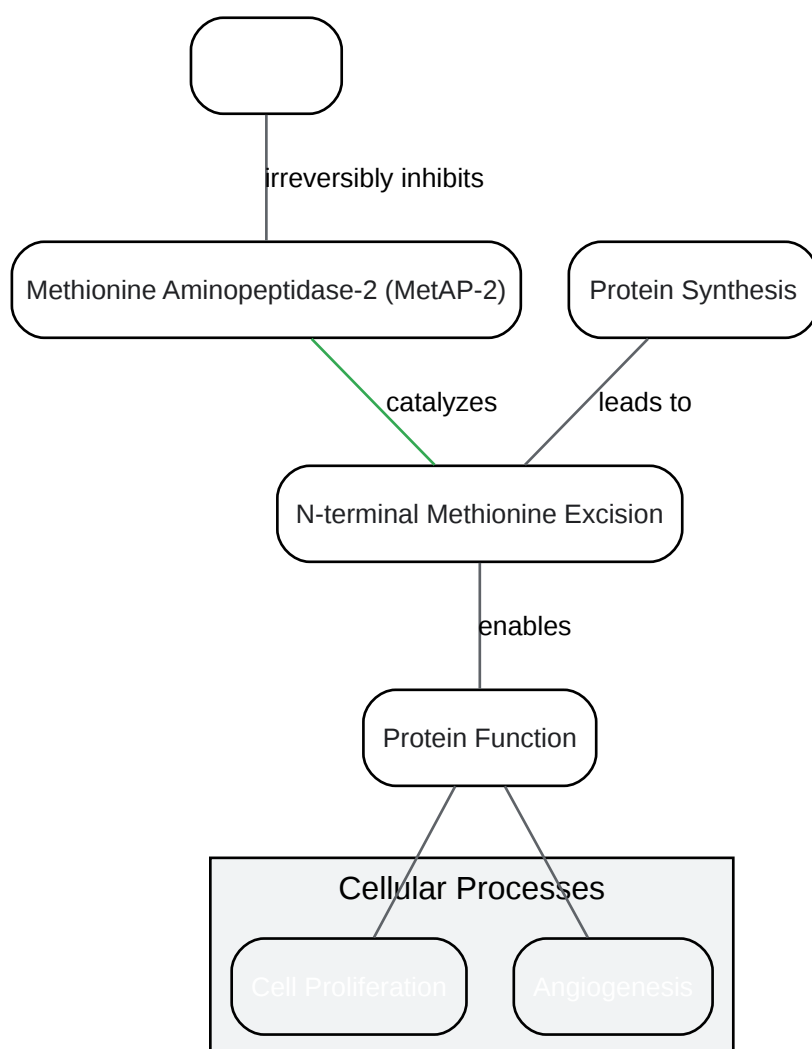 irreversibly inhibits
Methionine Aminopeptidase-2 (MetAP-2)
Protein Synthesis
catalyzes
leads to
N-terminal Methionine Excision
enables
Protein Function
Cellular Processes
Cell Proliferation
Angiogenesis